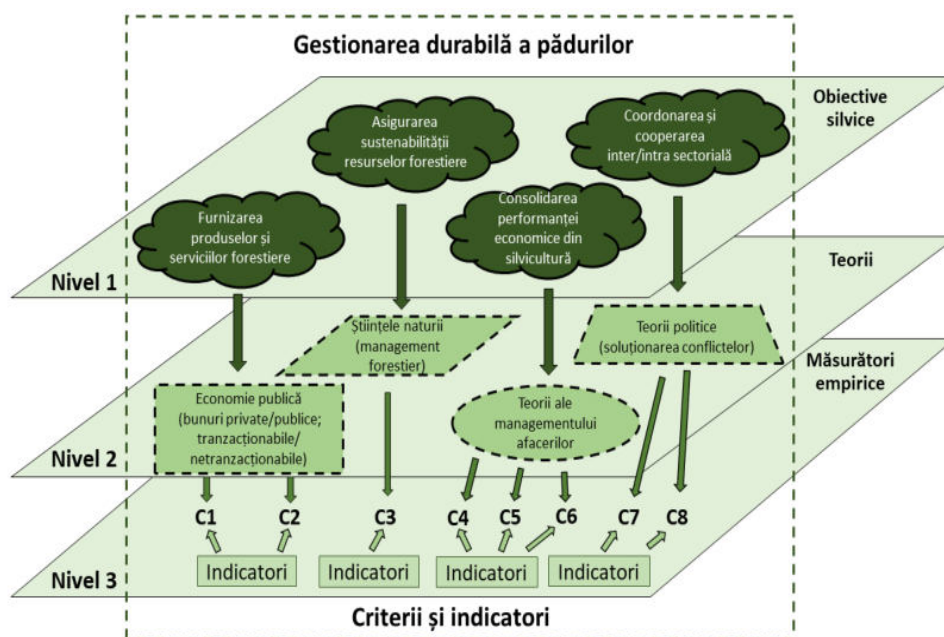 Gestionarea durabilă a pădurilor
Obiective
silvice
Asigurarea
sustenabilității
resurselor forestiere
Coordonarea și
cooperarea
inter/intra sectorială
Furnizarea
produselor și
serviciilor forestiere
Consolidarea
performanței
economice din
silvicultură
Nivel 1
Teorii
Științele naturii
(management
forestier)
Teorii politice
(soluționarea conflictelor)
Măsurători
empirice
Economie publică
(bunuri private/publice;
tranzacționabile/
netranzacționabile)
Teorii ale
managementului
afacerilor
Nivel 2
C1 C2 C3 C4 C5 C6 C7 C8
Indicatori Indicatori Indicatori Indicatori
Nivel 3
Criterii și indicatori